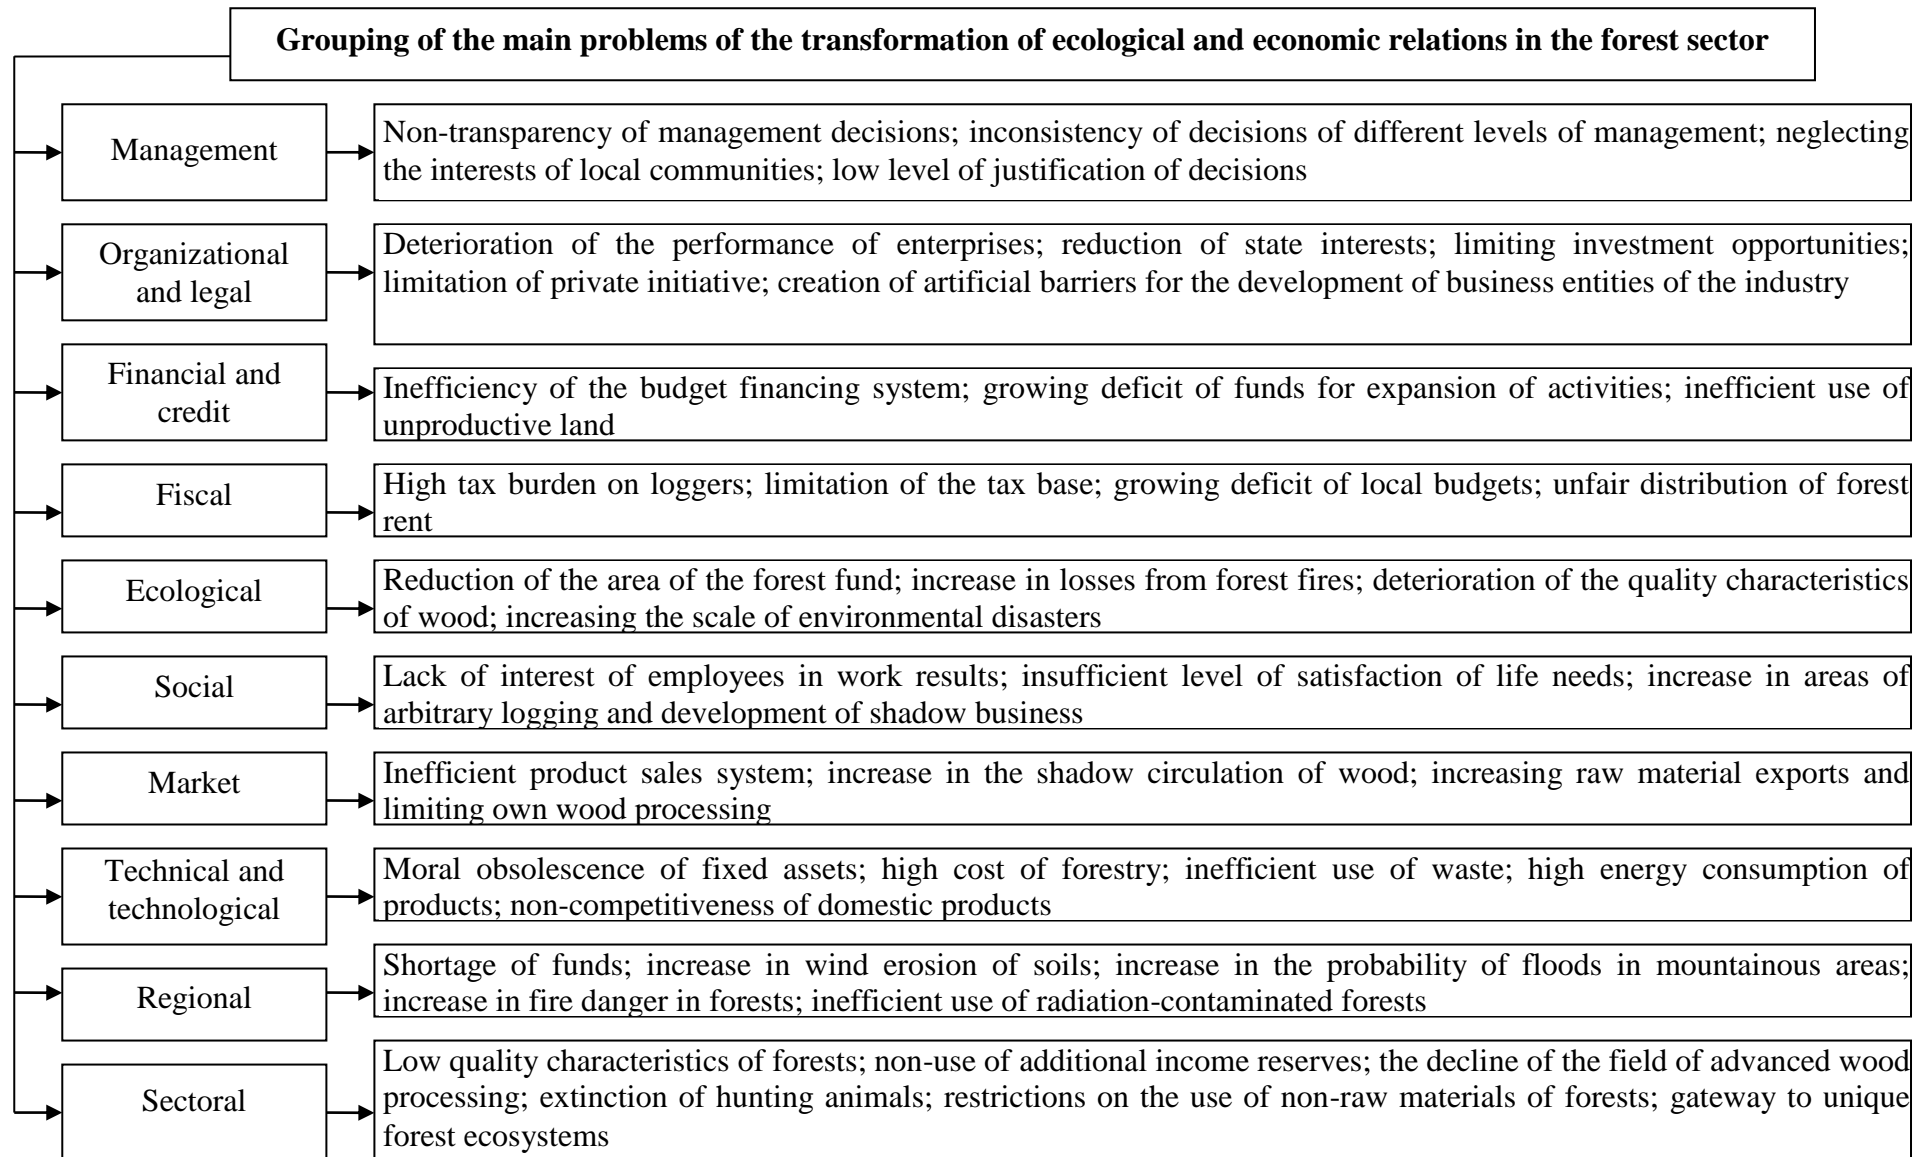 Grouping of the main problems of the transformation of ecological and economic relations in the forest sector
Management
Non-transparency of management decisions; inconsistency of decisions of different levels of management; neglecting
the interests of local communities; low level of justification of decisions
Organizational
and legal
Deterioration of the performance of enterprises; reduction of state interests; limiting investment opportunities;
limitation of private initiative; creation of artificial barriers for the development of business entities of the industry
Financial and
credit
Inefficiency of the budget financing system; growing deficit of funds for expansion of activities; inefficient use of
unproductive land
Fiscal
High tax burden on loggers; limitation of the tax base; growing deficit of local budgets; unfair distribution of forest
rent
Ecological
Reduction of the area of the forest fund; increase in losses from forest fires; deterioration of the quality characteristics
of wood; increasing the scale of environmental disasters
Social
Lack of interest of employees in work results; insufficient level of satisfaction of life needs; increase in areas of
arbitrary logging and development of shadow business
Market
Inefficient product sales system; increase in the shadow circulation of wood; increasing raw material exports and
limiting own wood processing
Technical and
technological
Moral obsolescence of fixed assets; high cost of forestry; inefficient use of waste; high energy consumption of
products; non-competitiveness of domestic products
Regional
Shortage of funds; increase in wind erosion of soils; increase in the probability of floods in mountainous areas;
increase in fire danger in forests; inefficient use of radiation-contaminated forests
Sectoral
Low quality characteristics of forests; non-use of additional income reserves; the decline of the field of advanced wood
processing; extinction of hunting animals; restrictions on the use of non-raw materials of forests; gateway to unique
forest ecosystems